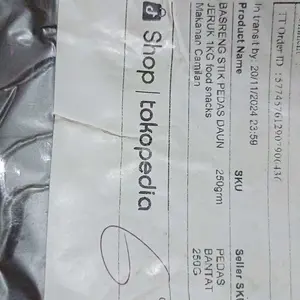 TT Order ID :
In transit by: 20/11/2024 23:59
Product Name SKU Seller SKU
BASRENG STIK PEDAS DAUN 250grm PEDAS
JERUK 1KG food snacks BANTAT
Makanan Camilan 250G
Shop | tokopedia